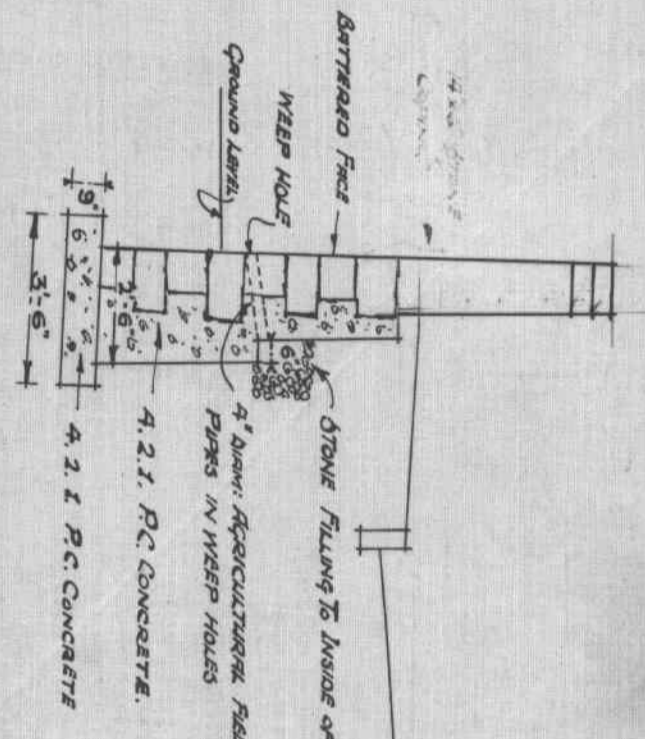 BATTERED FACE
WEEP HOLE
GROUND LEVEL
STONE FILLING TO INSIDE OF
4" DIAM: AGRICULTURAL
PIPES IN WEEP HOLES
4. 2. 1. P.C. CONCRETE.
4. 2. 1 P.C. CONCRETE
6"
2'-6"
9"
3'-6"